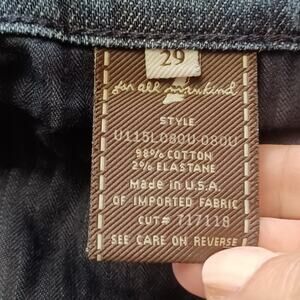 29
for all mankind
STYLE
U115L080U-080U
98% COTTON
2% ELASTANE
Made in U.S.A.
OF IMPORTED FABRIC
CUT# 717118
SEE CARE ON REVERSE